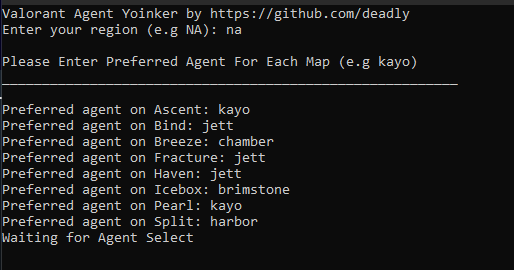 Valorant Agent Yoinker by https://github.com/deadly
Enter your region (e.g NA): na
Please Enter Preferred Agent For Each Map (e.g kayo)
Preferred agent on Ascent: kayo
Preferred agent on Bind: jett
Preferred agent on Breeze: chamber
Preferred agent on Fracture: jett
Preferred agent on Haven: jett
Preferred agent on Icebox: brimstone
Preferred agent on Pearl: kayo
Preferred agent on Split: harbor
Waiting for Agent Select